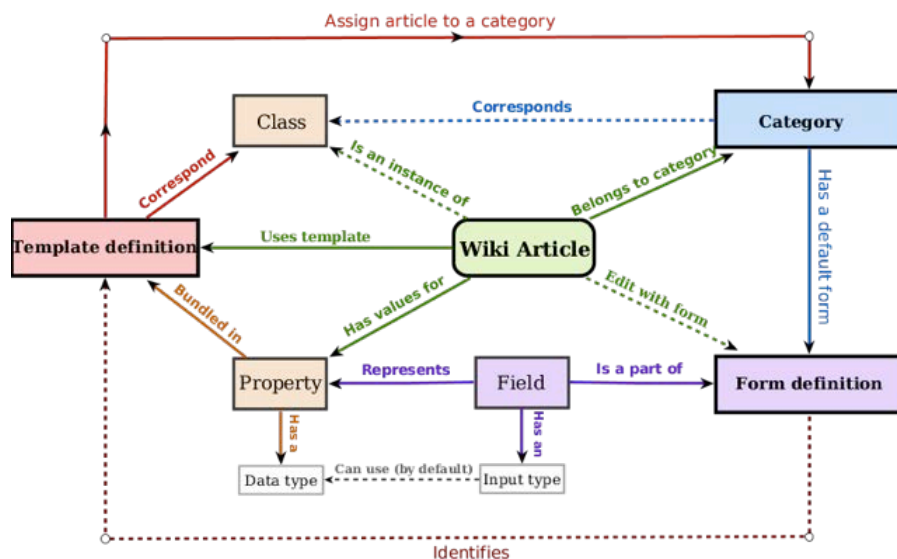 Assign article to a category
Class
Corresponds
Category
Correspond
Is an instance of
Belongs to category
Has a default form
Template definition
Uses template
Wiki Article
Bundled in
Has values for
Edit with form
Property
Represents
Field
Is a part of
Form definition
Has a
Has an
Data type
Can use (by default)
Input type
Identifies